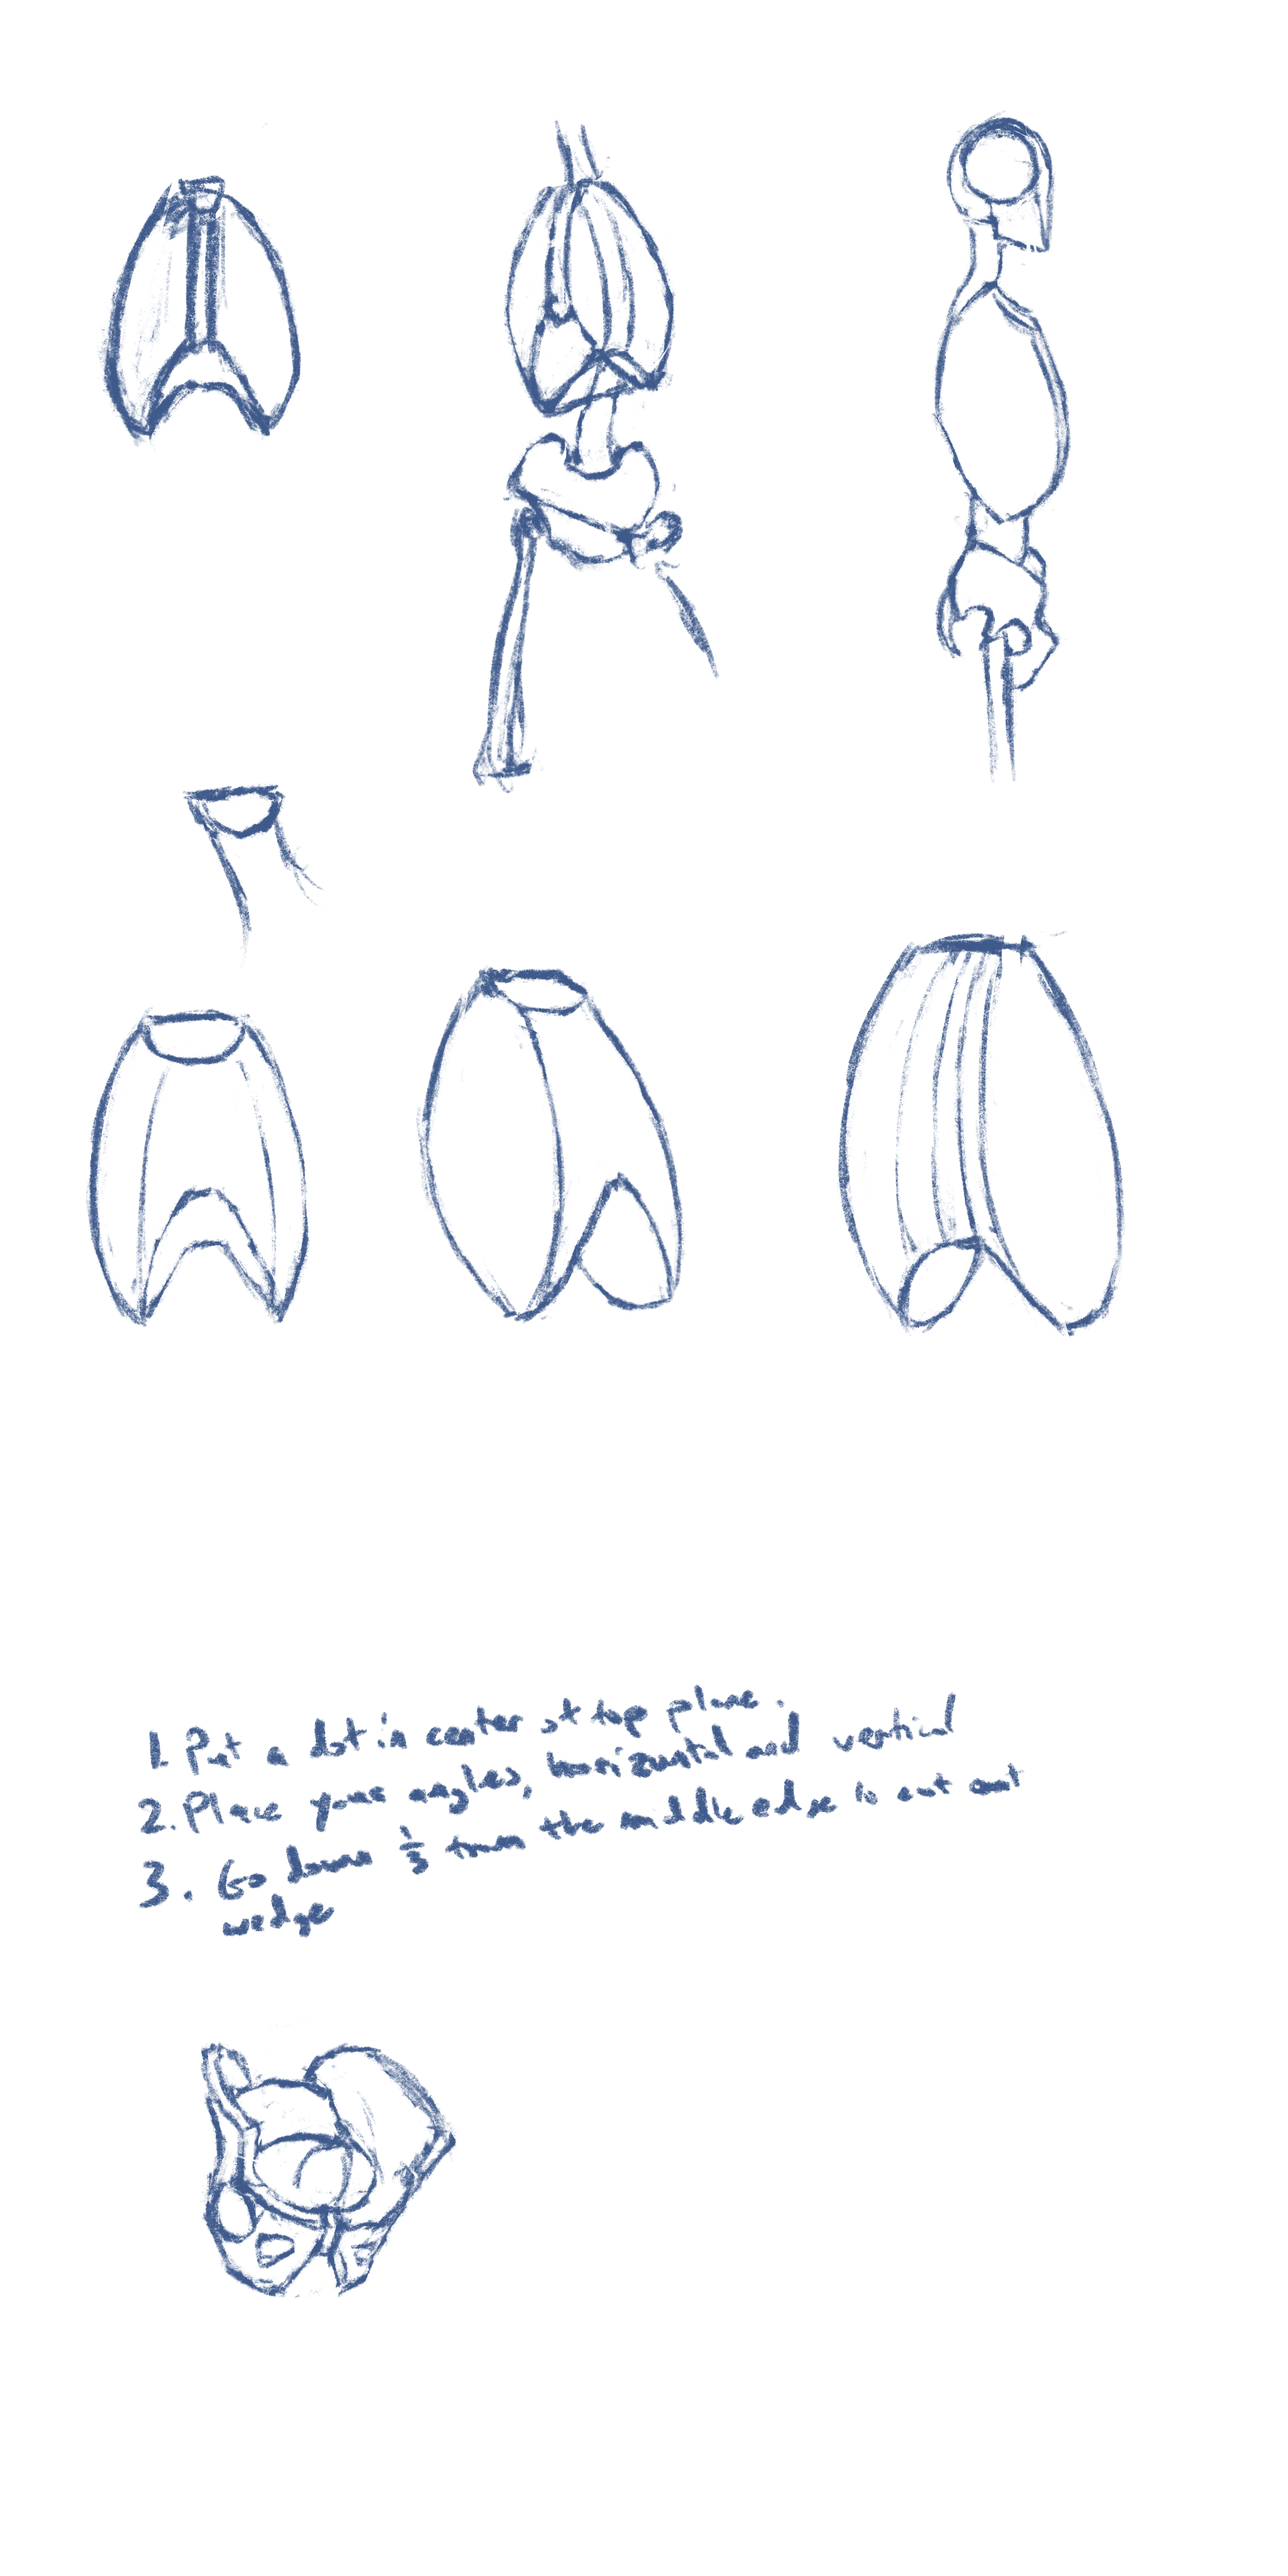 1. Put a dot in center of top plane.
2. Place your angles, horizontal and vertical
3. Go down 1/3 from the middle edge to cut out
wedge